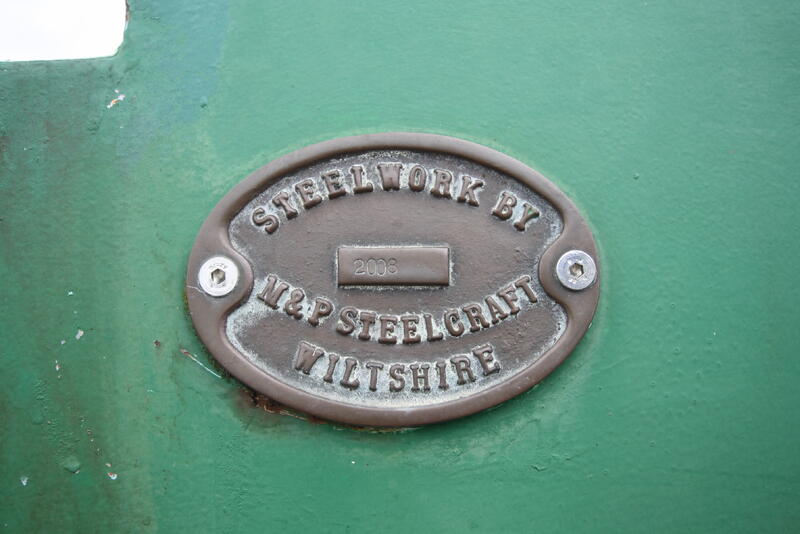 STEELWORK BY
2008
M&P STEELCRAFT
WILTSHIRE